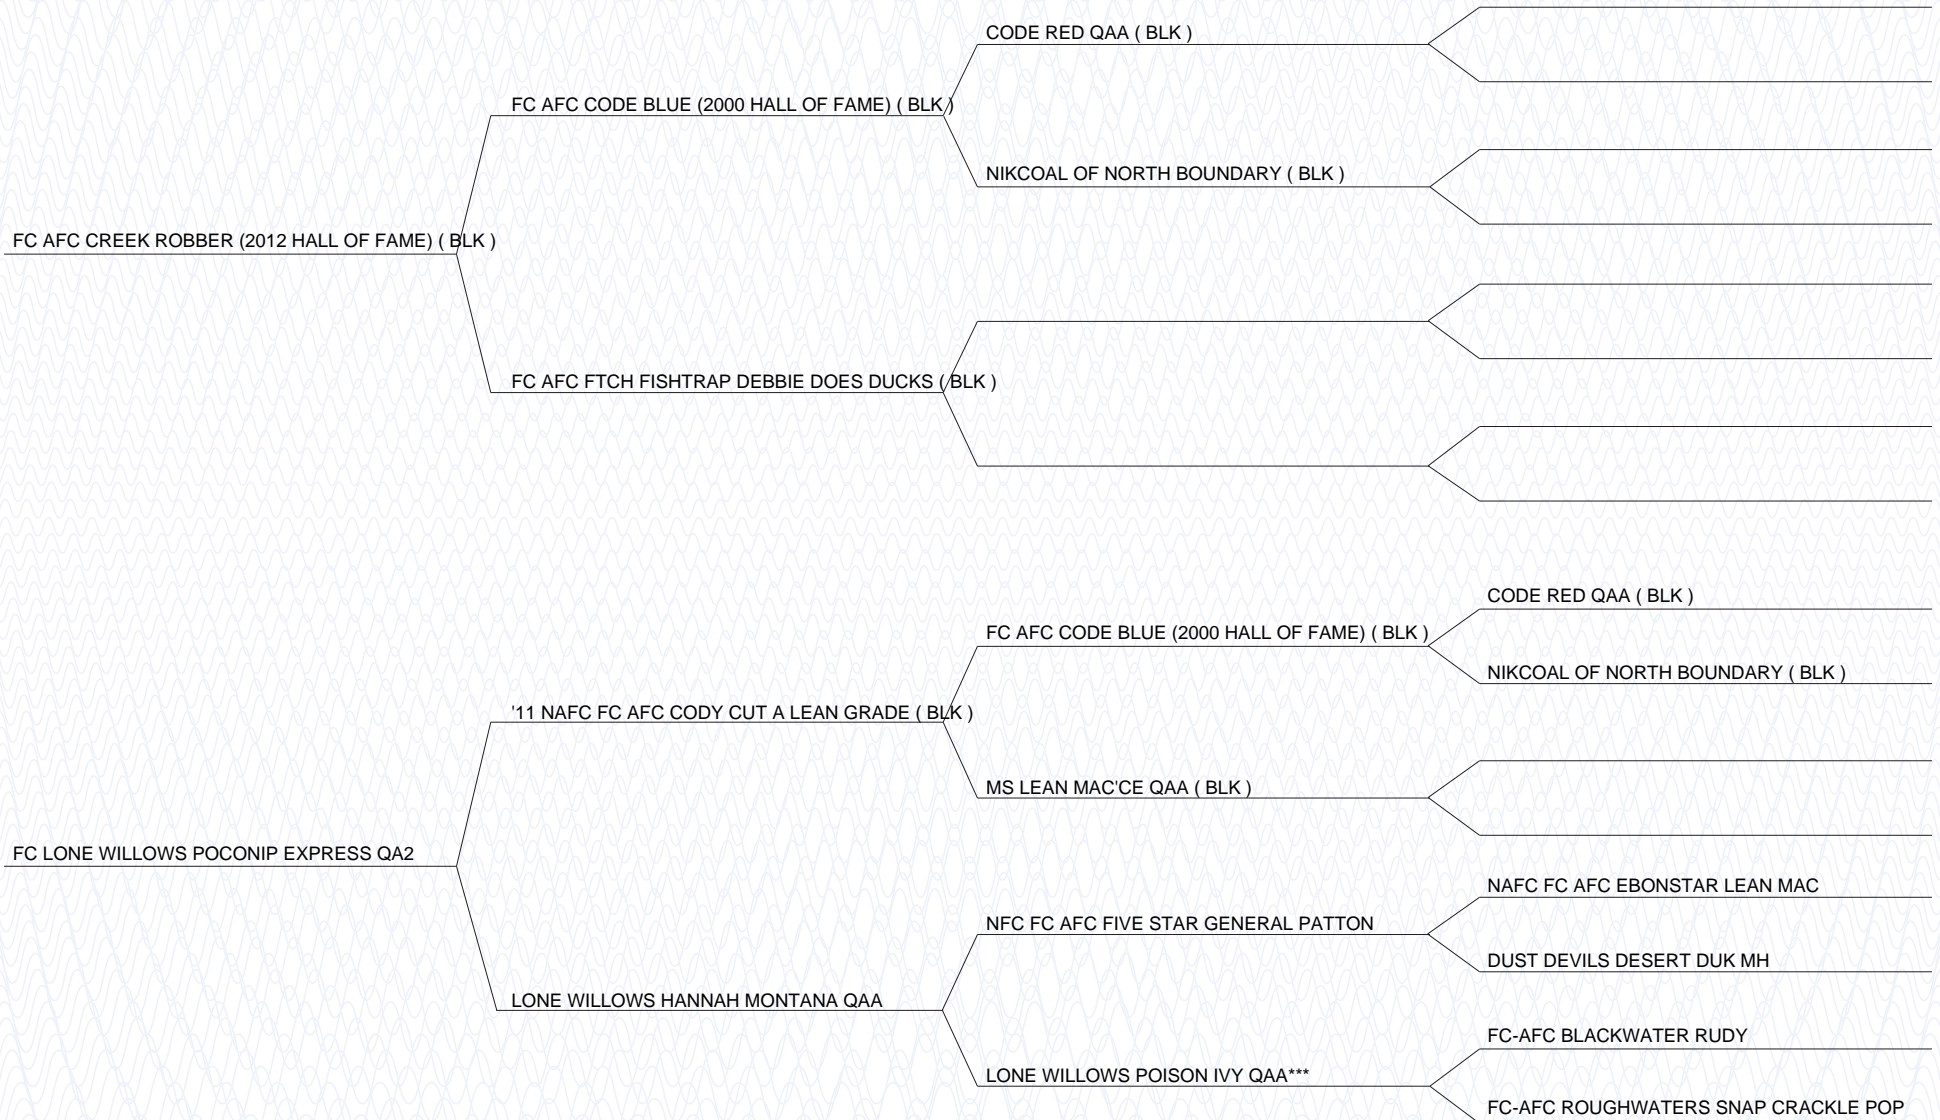 CODE RED QAA ( BLK )
FC AFC CODE BLUE (2000 HALL OF FAME) ( BLK )
NIKCOAL OF NORTH BOUNDARY ( BLK )
FC AFC CREEK ROBBER (2012 HALL OF FAME) ( BLK )
FC AFC FTCH FISHTRAP DEBBIE DOES DUCKS ( BLK )
CODE RED QAA ( BLK )
FC AFC CODE BLUE (2000 HALL OF FAME) ( BLK )
NIKCOAL OF NORTH BOUNDARY ( BLK )
'11 NAFC FC AFC CODY CUT A LEAN GRADE ( BLK )
MS LEAN MAC'CE QAA ( BLK )
FC LONE WILLOWS POCONIP EXPRESS QA2
NAFC FC AFC EBONSTAR LEAN MAC
NFC FC AFC FIVE STAR GENERAL PATTON
DUST DEVILS DESERT DUK MH
LONE WILLOWS HANNAH MONTANA QAA
FC-AFC BLACKWATER RUDY
LONE WILLOWS POISON IVY QAA***
FC-AFC ROUGHWATERS SNAP CRACKLE POP